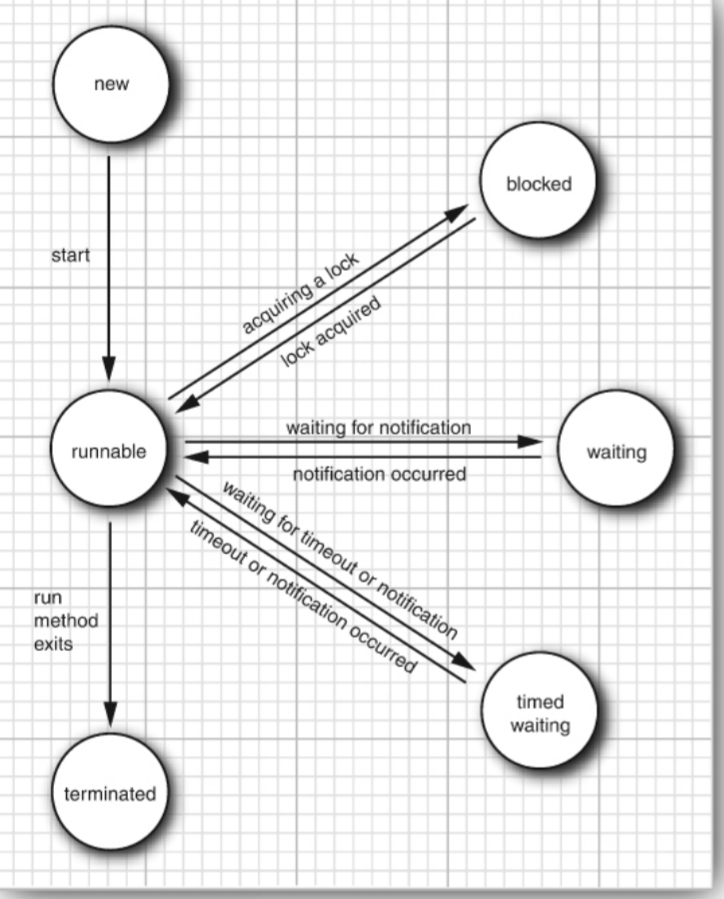 new
blocked
start
acquiring a lock
lock acquired
runnable
waiting for notification
notification occurred
waiting
waiting for timeout or notification
timeout or notification occurred
run
method
exits
timed
waiting
terminated